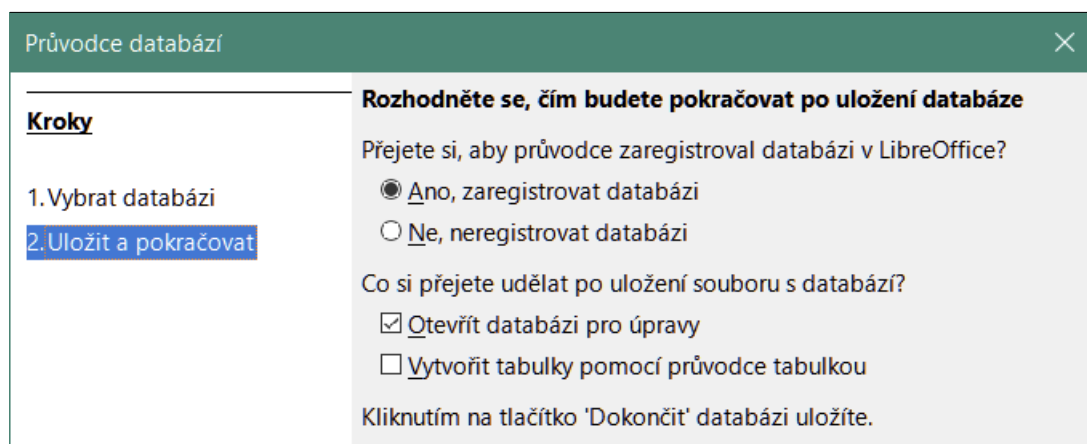 Průvodce databází
Kroky
1. Vybrat databázi
2. Uložit a pokračovat
Rozhodněte se, čím budete pokračovat po uložení databáze
Přejete si, aby průvodce zaregistroval databázi v LibreOffice?
Ano, zaregistrovat databázi
Ne, neregistrovat databázi
Co si přejete udělat po uložení souboru s databází?
Otevřít databázi pro úpravy
Vytvořit tabulky pomocí průvodce tabulkou
Kliknutím na tlačítko 'Dokončit' databázi uložíte.